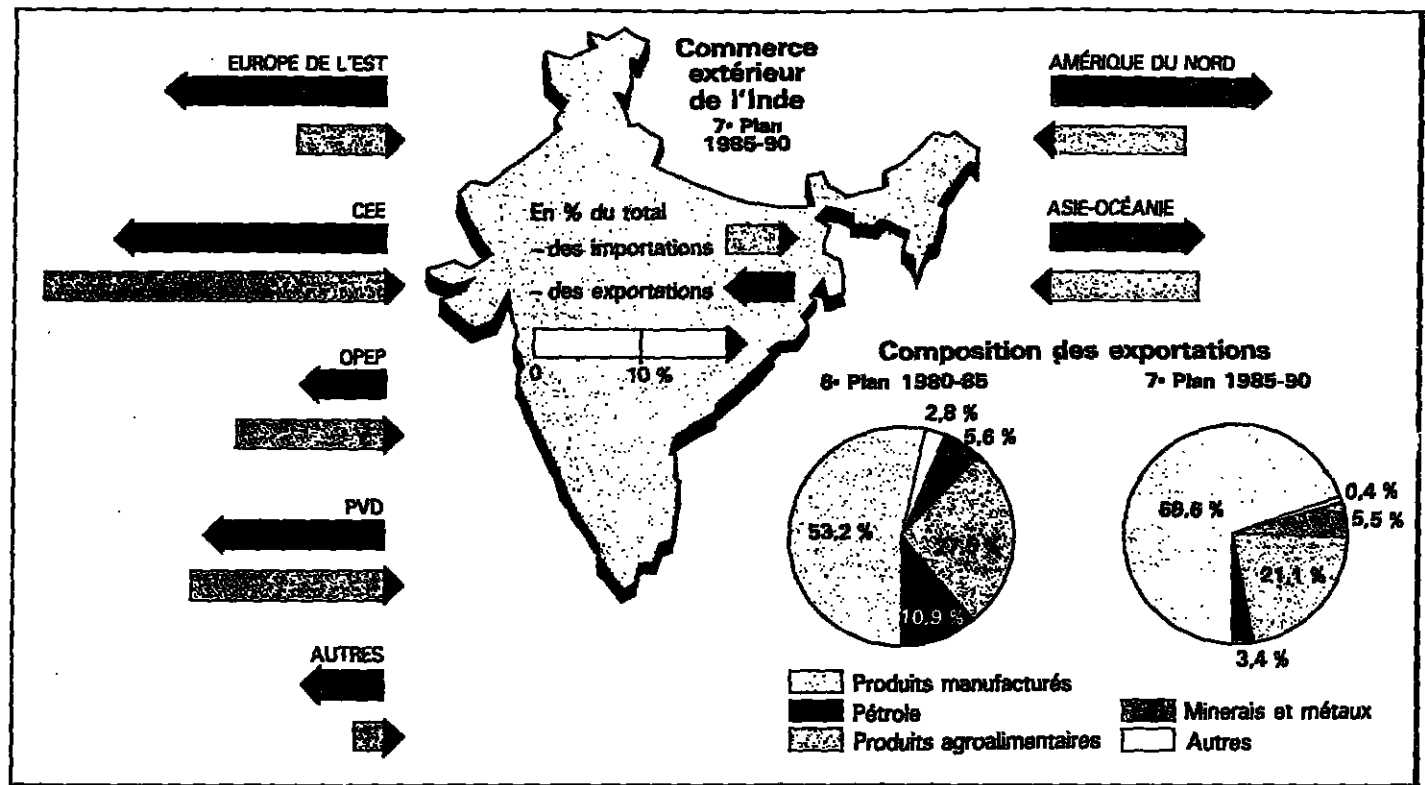 EUROPE DE L'EST
CEE
OPEP
PVD
AUTRES
Commerce
extérieur
de l'Inde
7e Plan
1985-90
En % du total
– des importations
– des exportations
0 10 %
AMÉRIQUE DU NORD
ASIE-OCÉANIE
Composition des exportations
6e Plan 1980-85
2,8 %
5,6 %
53,2 %
10,9 %
7e Plan 1985-90
0,4 %
5,5 %
69,6 %
21,1 %
3,4 %
Produits manufacturés
Pétrole
Produits agroalimentaires
Minerais et métaux
Autres